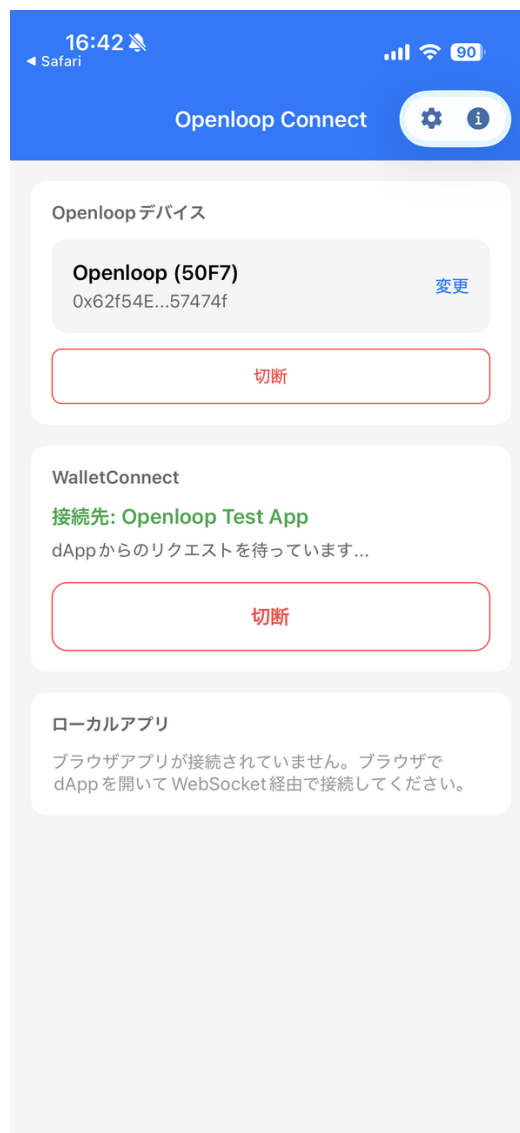 16:42
◀ Safari
90
Openloop Connect
Openloopデバイス
Openloop (50F7)
0x62f54E...57474f
変更
切断
WalletConnect
接続先: Openloop Test App
dAppからのリクエストを待っています...
切断
ローカルアプリ
ブラウザアプリが接続されていません。ブラウザで
dAppを開いてWebSocket経由で接続してください。